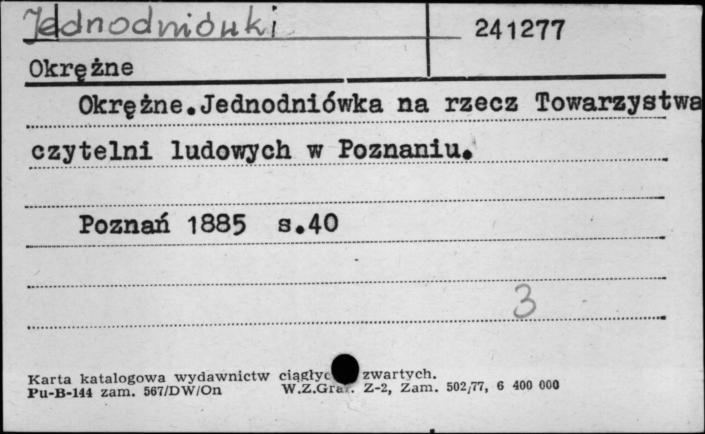 Jednodniówki 241277
Okrężne
Okrężne.Jednodniówka na rzecz Towarzystwa
czytelni ludowych w Poznaniu.
Poznań 1885 s.40
3
Karta katalogowa wydawnictw zwartych.
Pu-B-144 zam. 567/DW/On W.Z.Graf. Z-2, Zam. 502/77, 6 400 000